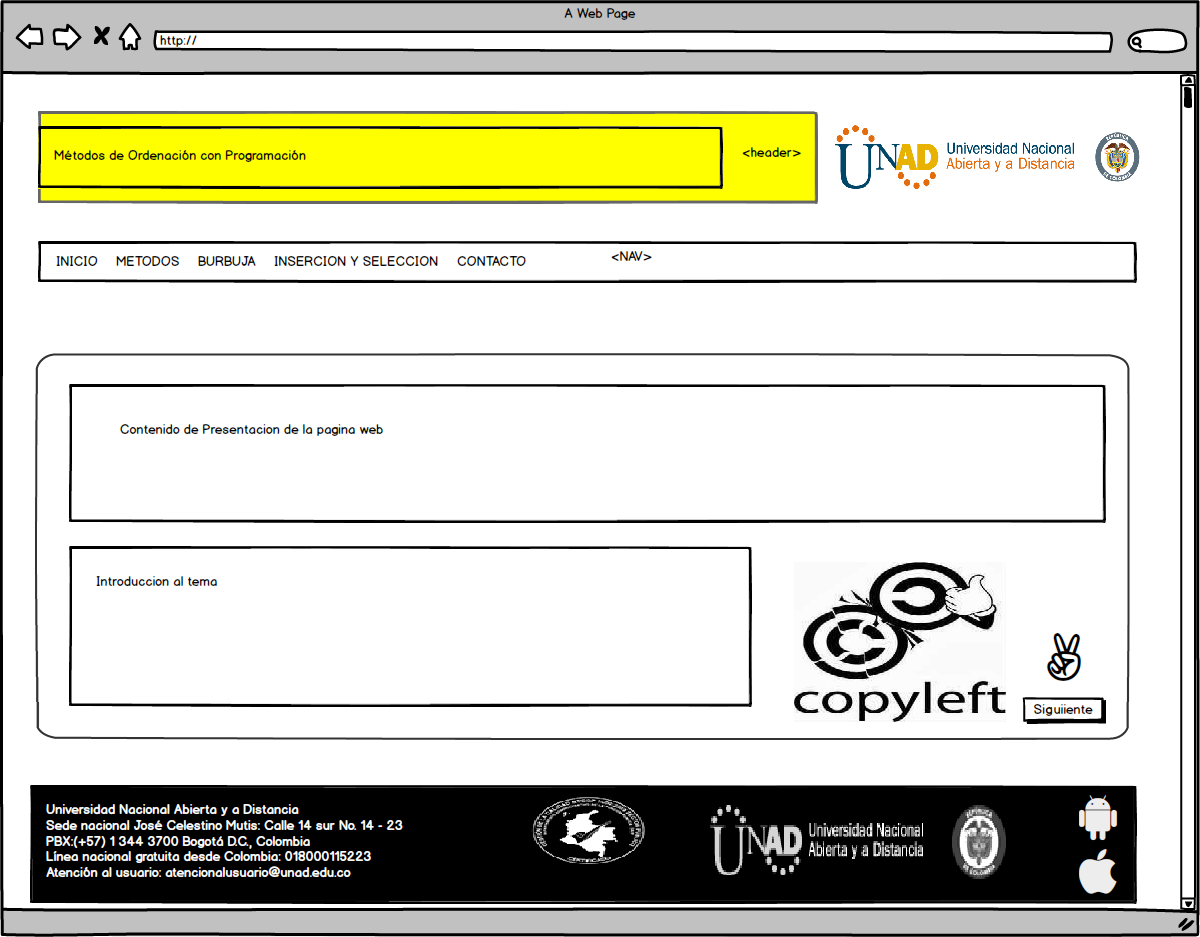 A Web Page
http://
Métodos de Ordenación con Programación
<header>
UNAD Universidad Nacional
Abierta y a Distancia
INICIO METODOS BURBUJA INSERCION Y SELECCION CONTACTO <NAV>
Contenido de Presentacion de la pagina web
Introduccion al tema
copyleft
Siguiiente
Universidad Nacional Abierta y a Distancia
Sede nacional José Celestino Mutis: Calle 14 sur No. 14 - 23
PBX:(+57) 1 344 3700 Bogotá D.C., Colombia
Línea nacional gratuita desde Colombia: 018000115223
Atención al usuario: atencionalusuario@unad.edu.co
UNAD Universidad Nacional
Abierta y a Distancia